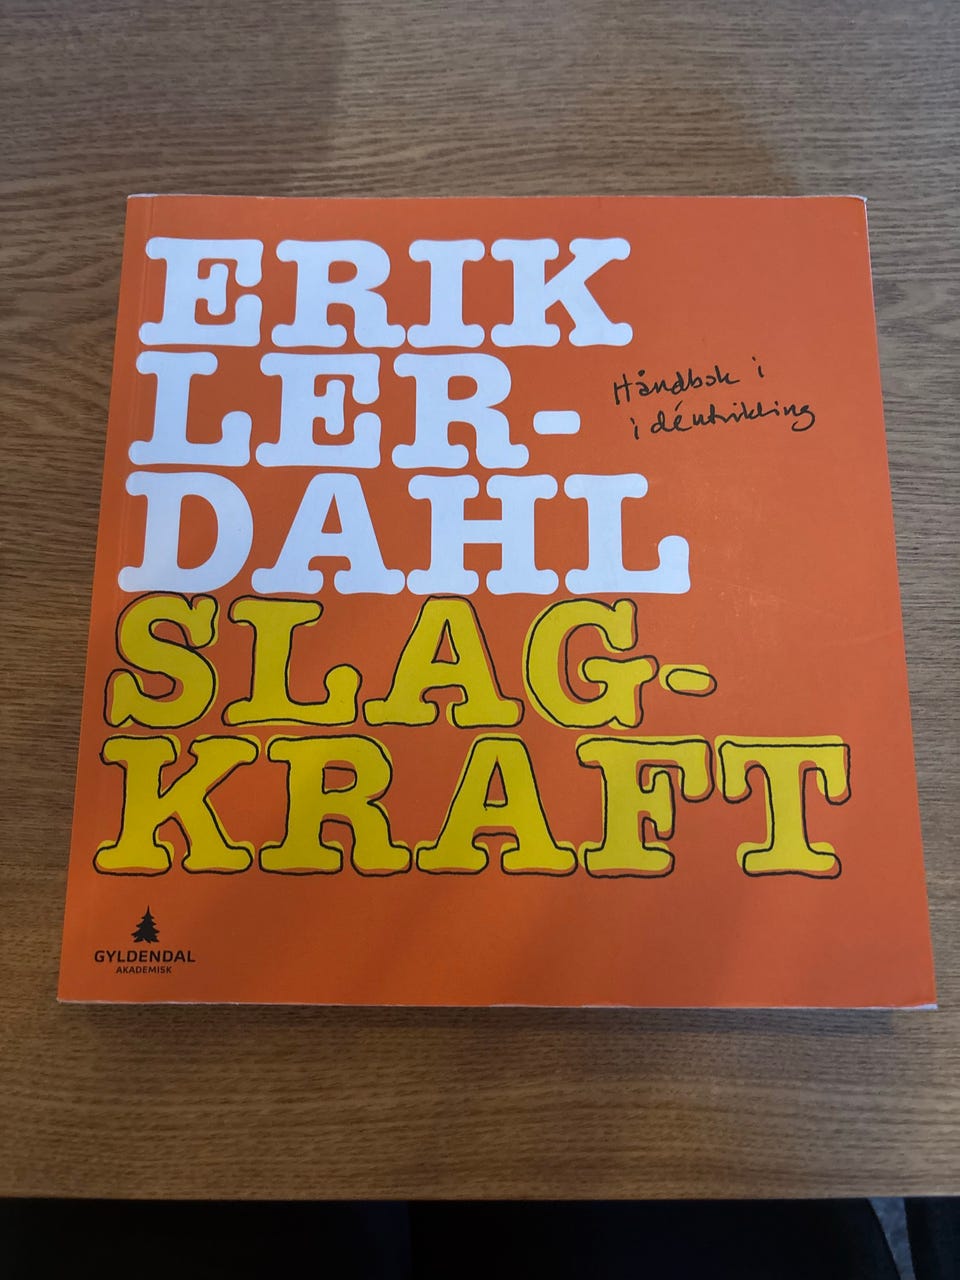 ERIK
LER-
DAHL
Håndbok i
idéutvikling
SLAG-
KRAFT
GYLDENDAL
AKADEMISK